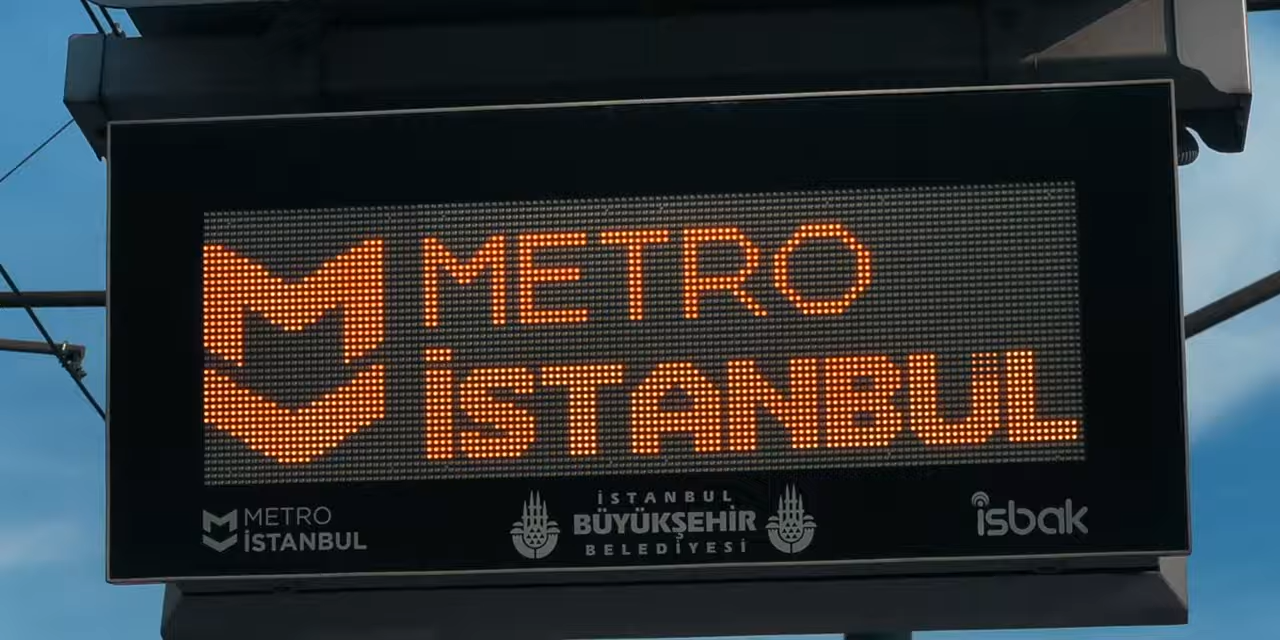 METRO
İSTANBUL
METRO
İSTANBUL
İSTANBUL
BÜYÜKŞEHİR
BELEDİYESİ
isbak